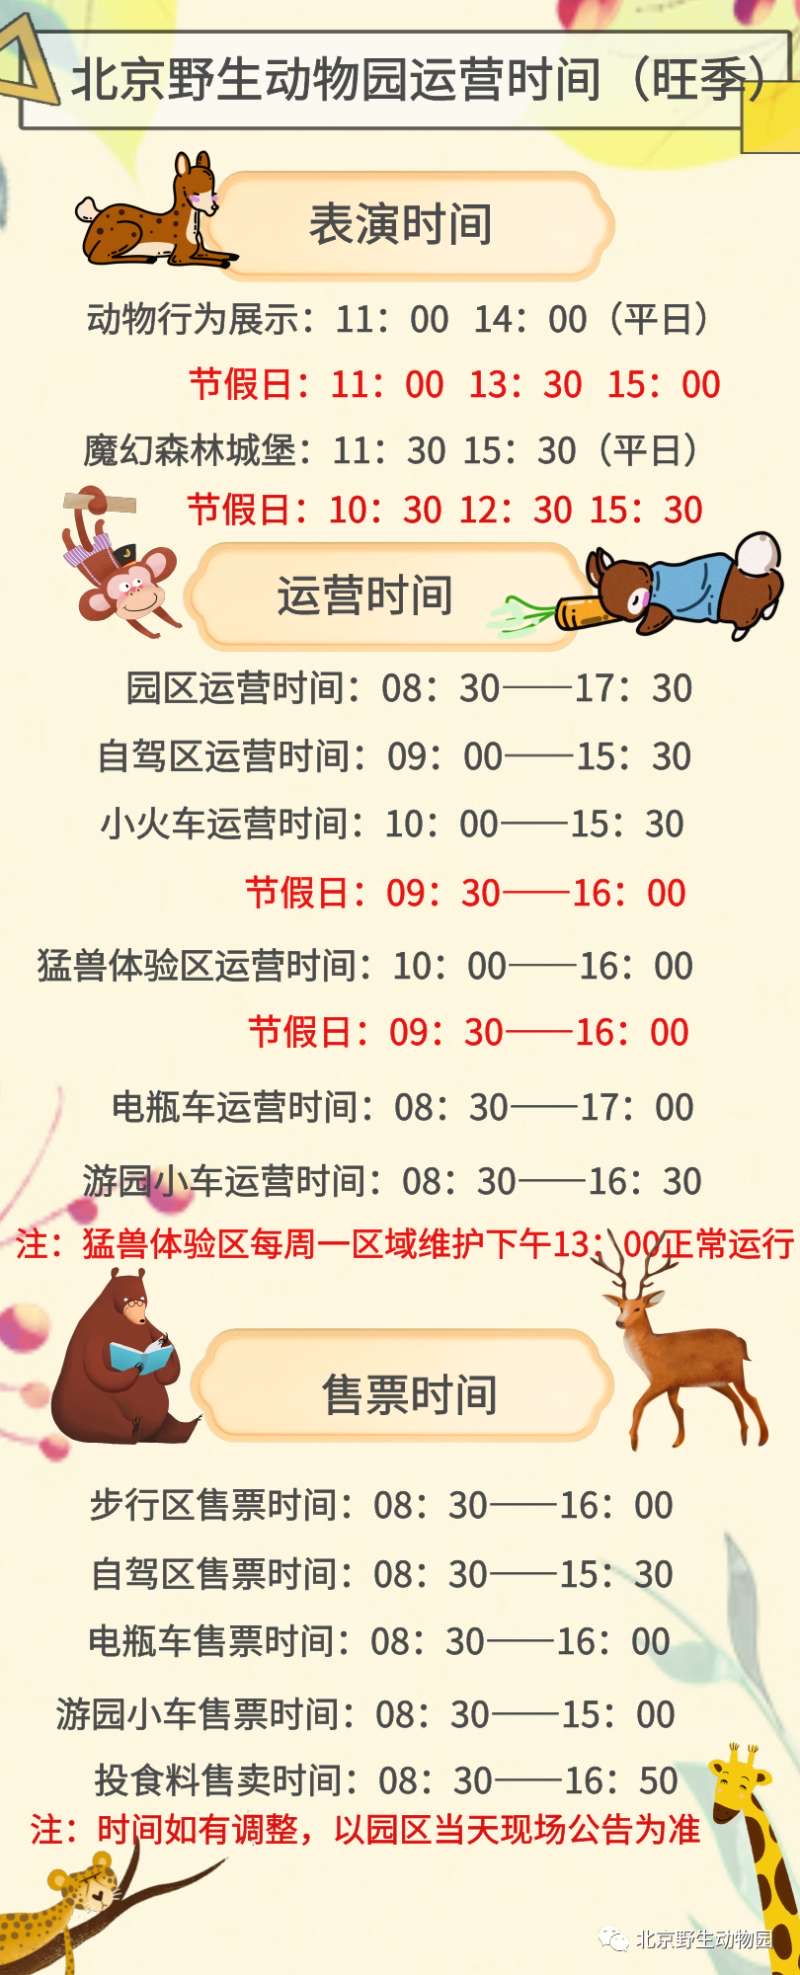 北京野生动物园运营时间（旺季）
表演时间
动物行为展示：11：00 14：00（平日）
节假日：11：00 13：30 15：00
魔幻森林城堡：11：30 15：30（平日）
节假日：10：30 12：30 15：30
运营时间
园区运营时间：08：30——17：30
自驾区运营时间：09：00——15：30
小火车运营时间：10：00——15：30
节假日：09：30——16：00
猛兽体验区运营时间：10：00——16：00
节假日：09：30——16：00
电瓶车运营时间：08：30——17：00
游园小车运营时间：08：30——16：30
注：猛兽体验区每周一区域维护下午13：00正常运行
售票时间
步行区售票时间：08：30——16：00
自驾区售票时间：08：30——15：30
电瓶车售票时间：08：30——16：00
游园小车售票时间：08：30——15：00
投食料售卖时间：08：30——16：50
注：时间如有调整，以园区当天现场公告为准
北京野生动物园